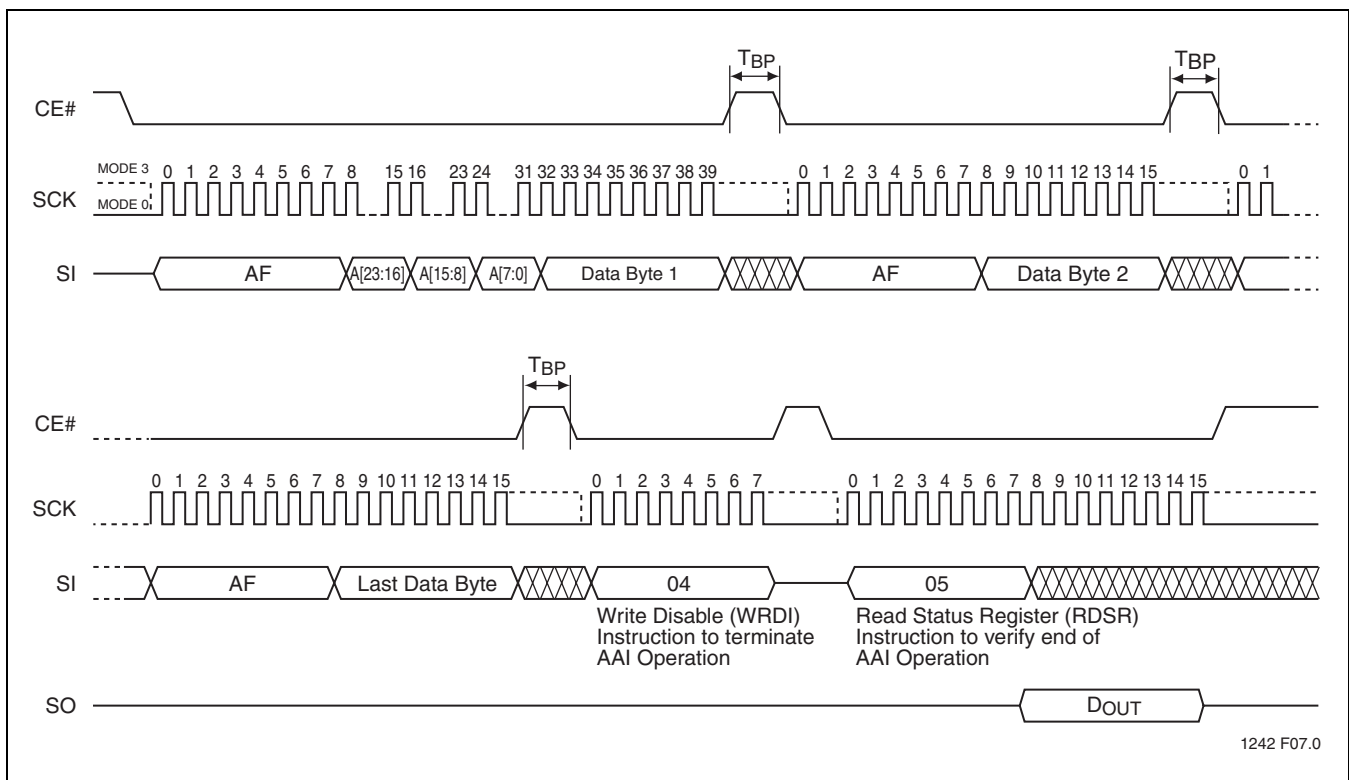 TBP TBP
CE#
MODE 3 0 1 2 3 4 5 6 7 8 15 16 23 24 31 32 33 34 35 36 37 38 39 0 1 2 3 4 5 6 7 8 9 10 11 12 13 14 15 0 1
SCK
MODE 0
SI AF A[23:16] A[15:8] A[7:0] Data Byte 1 AF Data Byte 2
TBP
CE#
0 1 2 3 4 5 6 7 8 9 10 11 12 13 14 15 0 1 2 3 4 5 6 7 0 1 2 3 4 5 6 7 8 9 10 11 12 13 14 15
SCK
SI AF Last Data Byte 04 05
Write Disable (WRDI)
Instruction to terminate
AAI Operation
Read Status Register (RDSR)
Instruction to verify end of
AAI Operation
SO DOUT
1242 F07.0